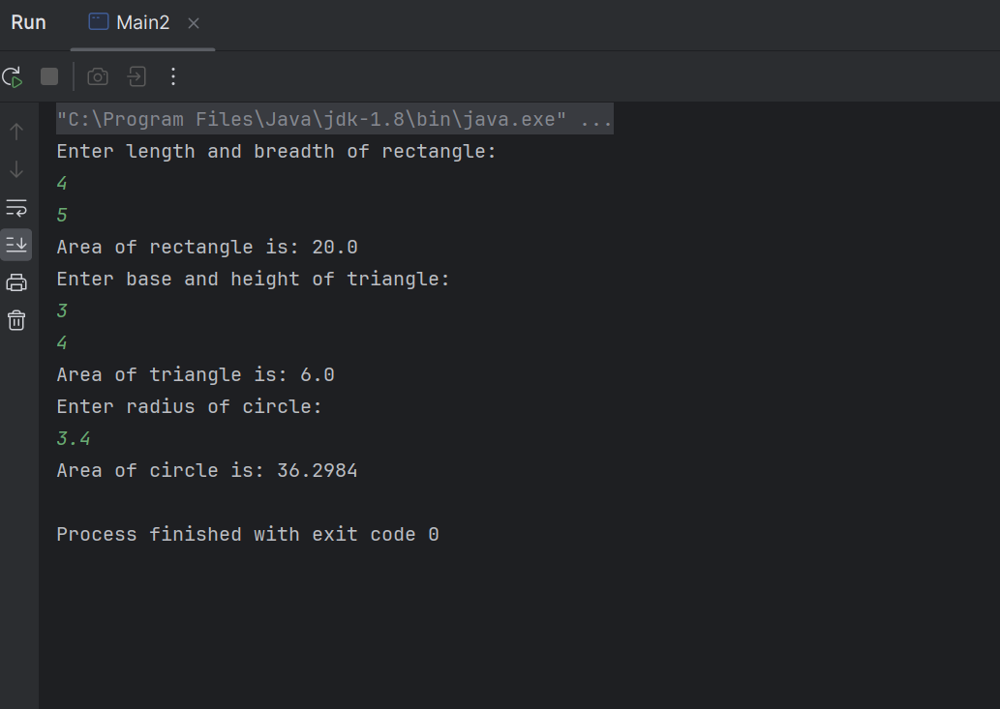 Run Main2
"C:\Program Files\Java\jdk-1.8\bin\java.exe" ...
Enter length and breadth of rectangle:
4
5
Area of rectangle is: 20.0
Enter base and height of triangle:
3
4
Area of triangle is: 6.0
Enter radius of circle:
3.4
Area of circle is: 36.2984
Process finished with exit code 0